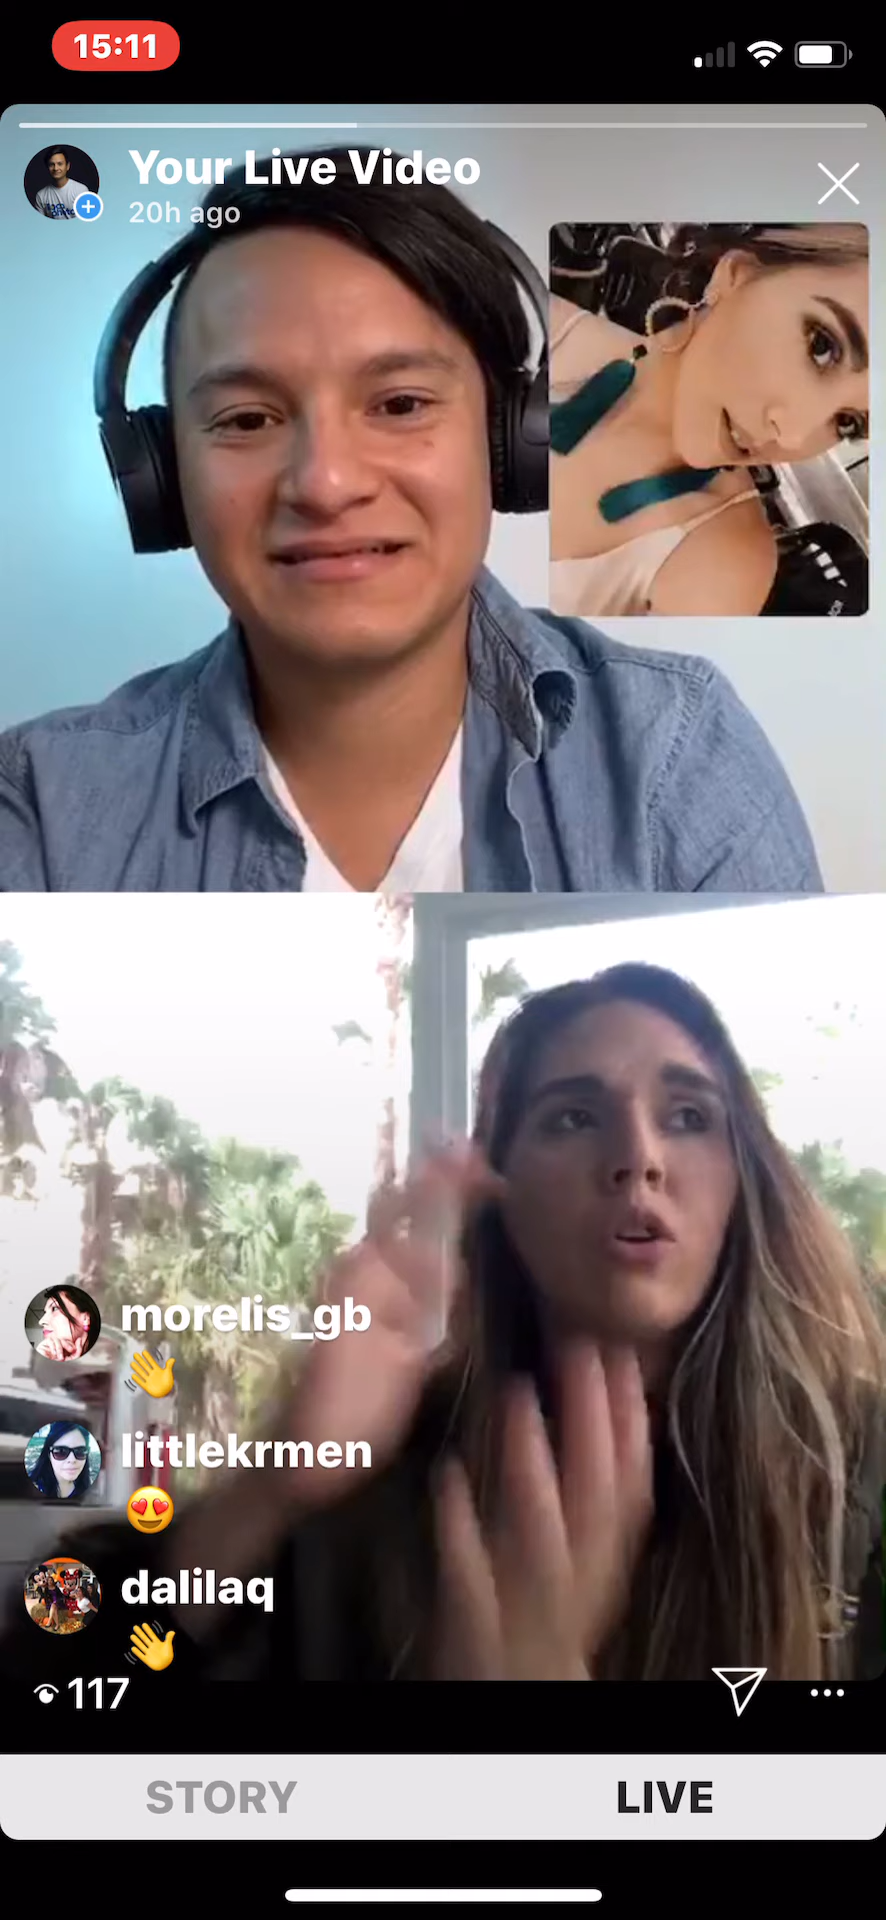 15:11
Your Live Video
20h ago
morelis_gb
👋
littlekrmen
😍
dalilaq
👋
117
STORY
LIVE